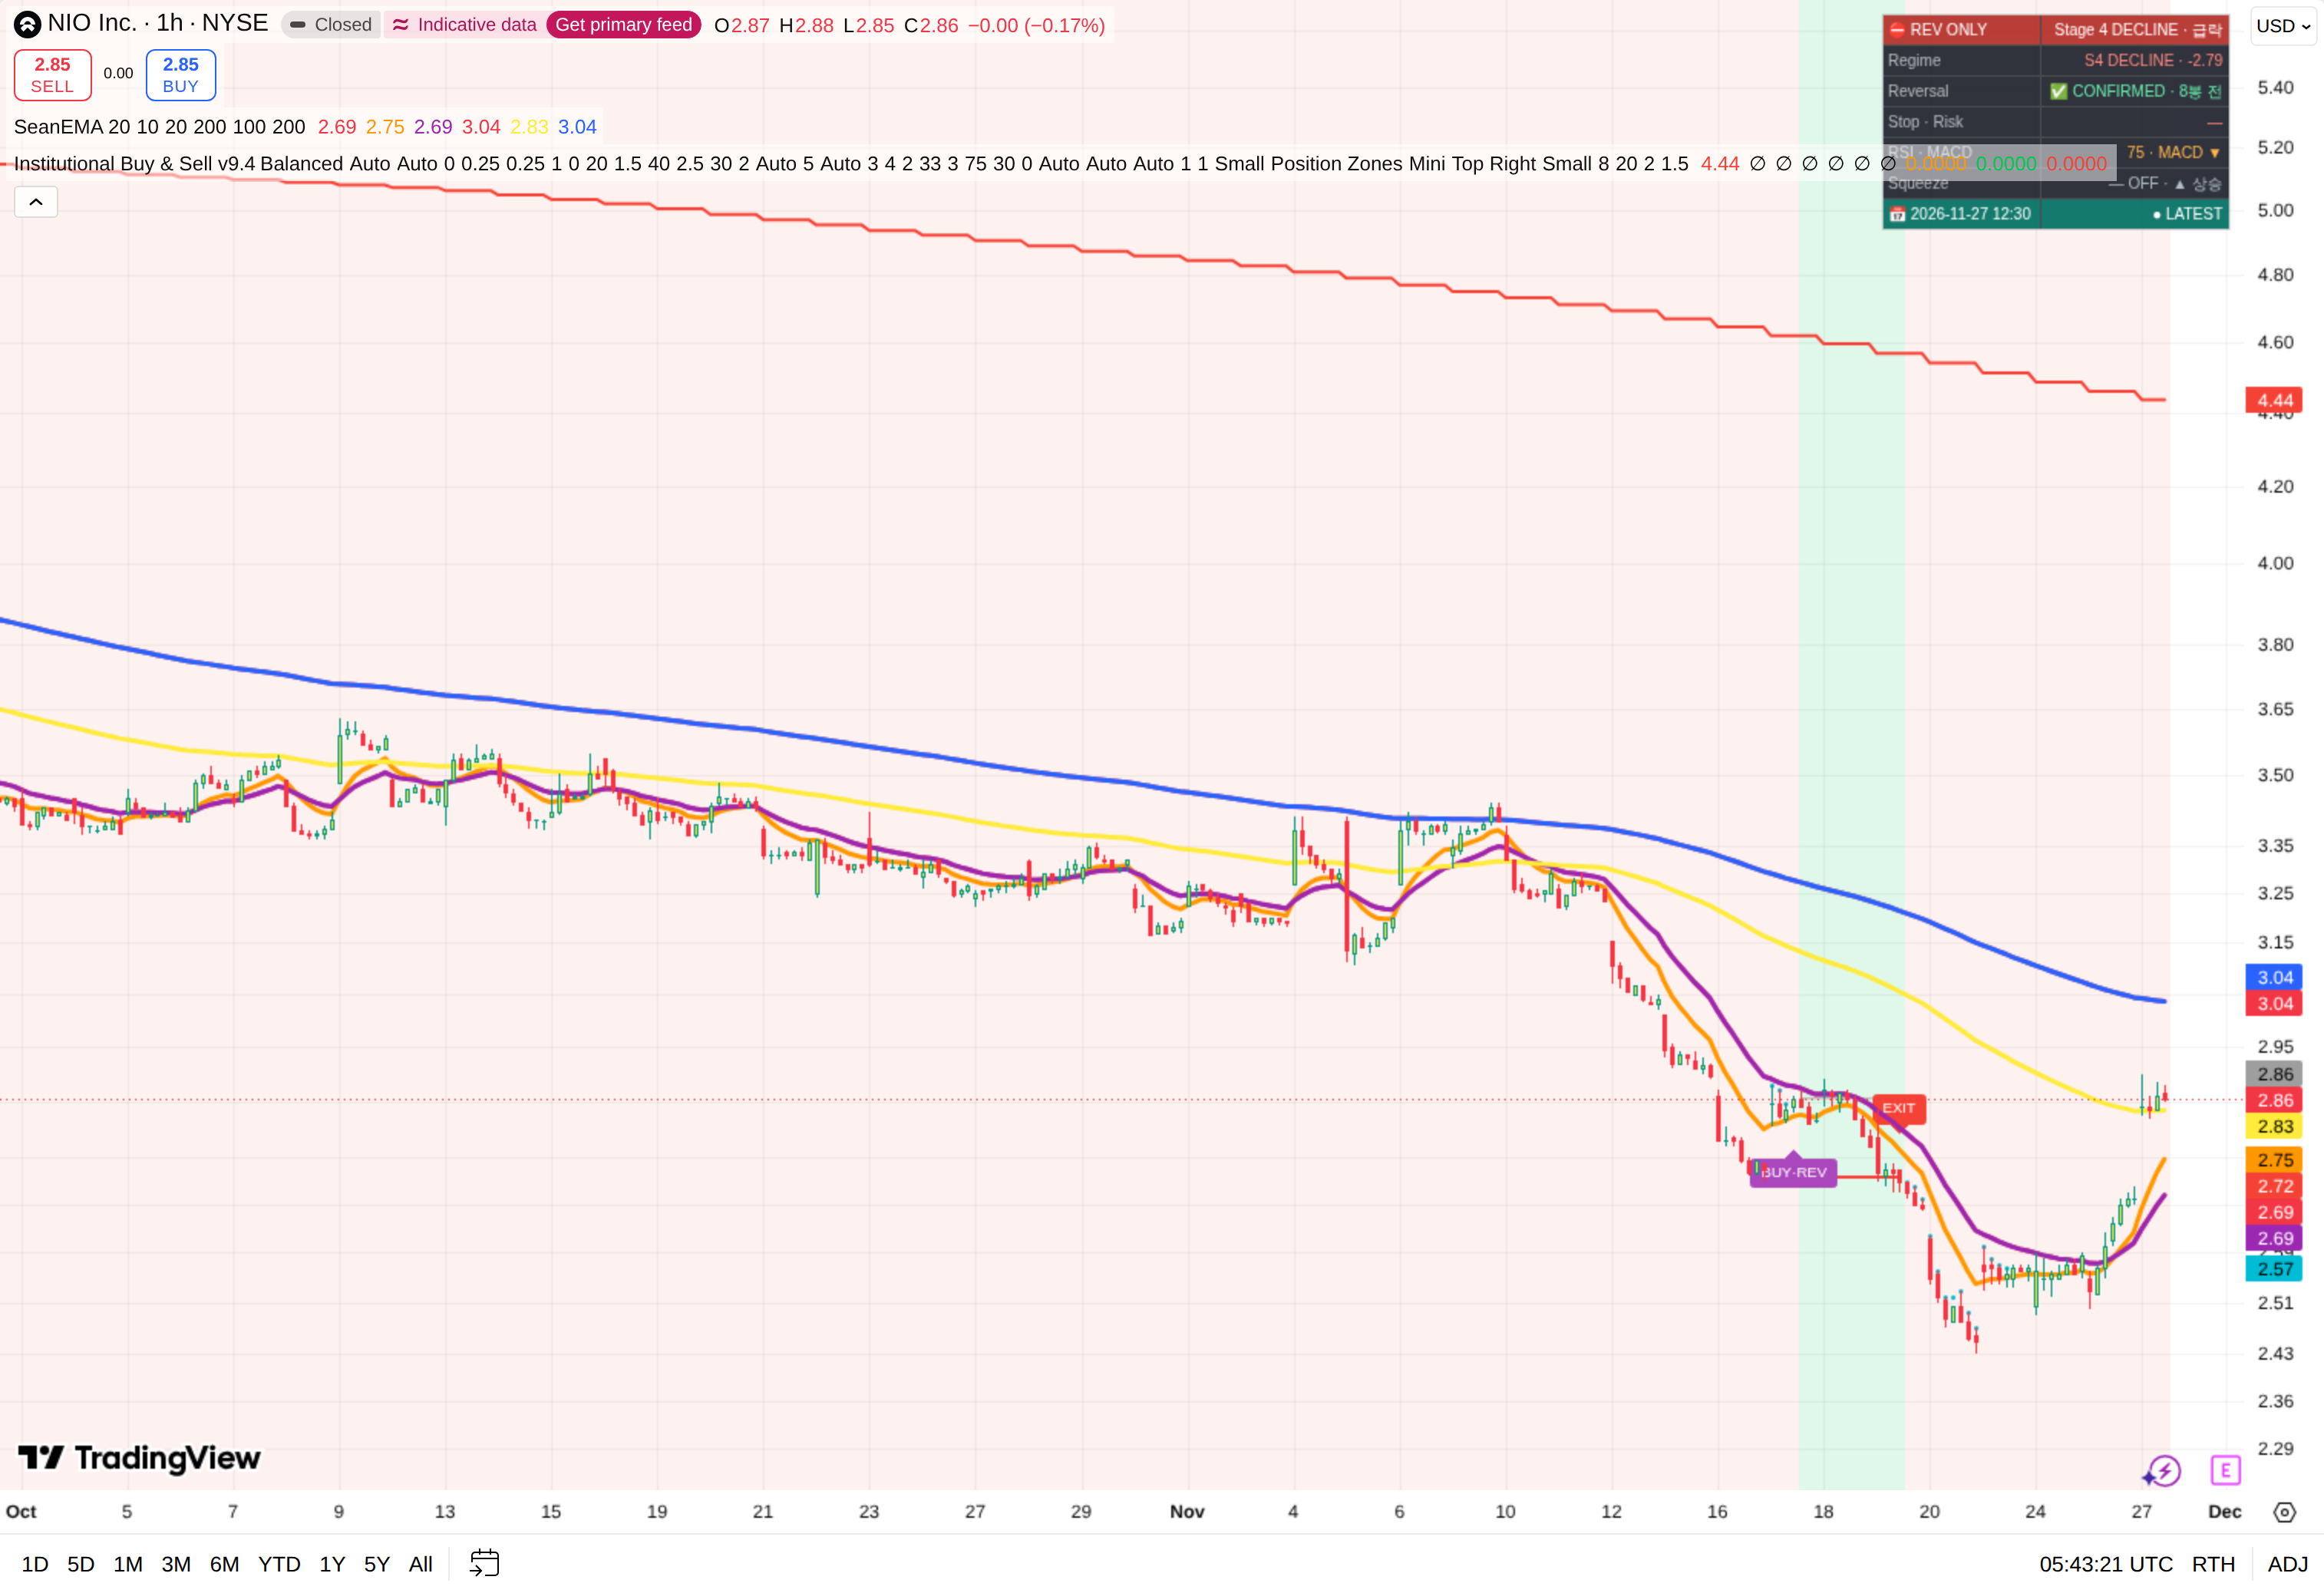 NIO Inc. · 1h · NYSE Closed Indicative data Get primary feed O2.87 H2.88 L2.85 C2.86 −0.00 (−0.17%)
2.85 SELL 0.00 2.85 BUY
SeanEMA 20 10 20 200 100 200 2.69 2.75 2.69 3.04 2.83 3.04
Institutional Buy & Sell v9.4 Balanced Auto Auto 0 0.25 0.25 1 0 20 1.5 40 2.5 30 2 Auto 5 Auto 3 4 2 33 3 75 30 0 Auto Auto Auto 1 1 Small Position Zones Mini Top Right Small 8 20 2 1.5 4.44 ∅ ∅ ∅ ∅ ∅ ∅ 0.0000 0.0000 0.0000
REV ONLY Stage 4 DECLINE · 급락
Regime S4 DECLINE · -2.79
Reversal ✅ CONFIRMED · 8봉 전
Stop · Risk —
RSI · MACD 75 · MACD ▼
Squeeze — OFF · ▲ 상승
2026-11-27 12:30 ● LATEST
USD
5.40
5.20
5.00
4.80
4.60
4.44
4.40
4.20
4.00
3.80
3.65
3.50
3.35
3.25
3.15
3.04
3.04
2.95
2.86
2.86
2.83
2.75
2.72
2.69
2.69
2.57
2.51
2.43
2.36
2.29
EXIT
BUY-REV
TradingView
E
Oct 5 7 9 13 15 19 21 23 27 29 Nov 4 6 10 12 16 18 20 24 27 Dec
1D 5D 1M 3M 6M YTD 1Y 5Y All
05:43:21 UTC RTH ADJ